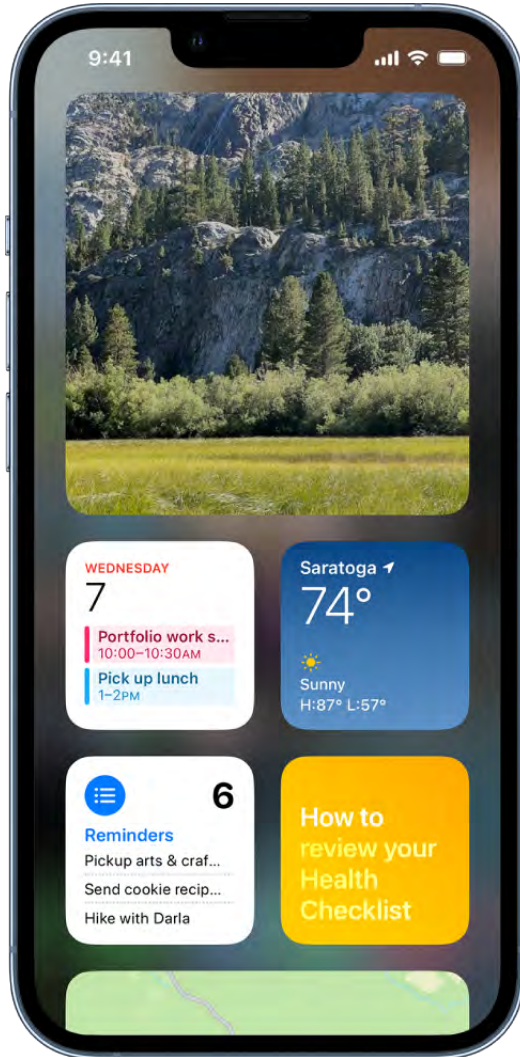 9:41
WEDNESDAY
7
Portfolio work s...
10:00–10:30AM
Pick up lunch
1–2PM
Saratoga
74°
Sunny
H:87° L:57°
6
Reminders
Pickup arts & craf...
Send cookie recip...
Hike with Darla
How to
review your
Health
Checklist